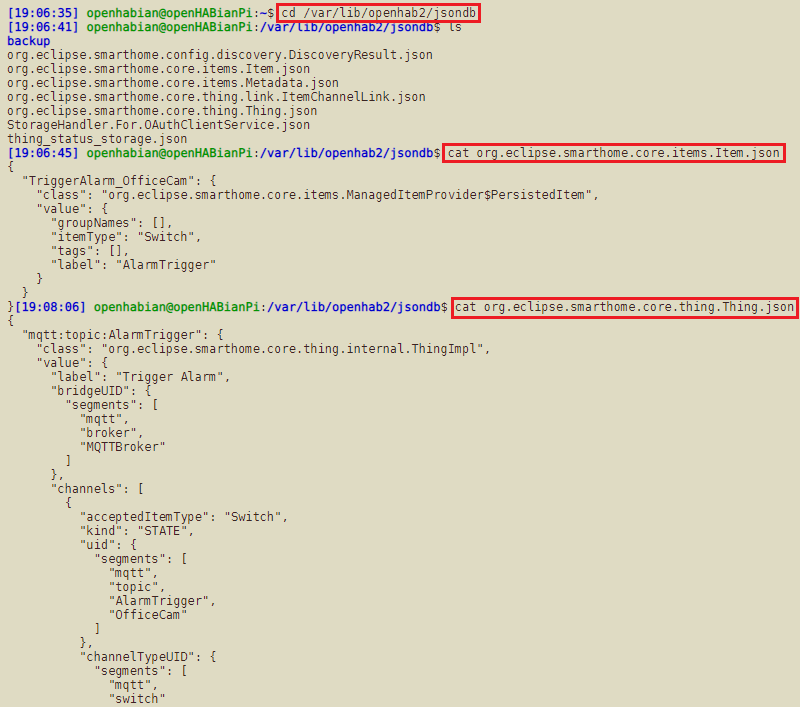 [19:06:35] openhabian@openHABianPi:~$ cd /var/lib/openhab2/jsondb
[19:06:41] openhabian@openHABianPi:/var/lib/openhab2/jsondb$ ls
backup
org.eclipse.smarthome.config.discovery.DiscoveryResult.json
org.eclipse.smarthome.core.items.Item.json
org.eclipse.smarthome.core.items.Metadata.json
org.eclipse.smarthome.core.thing.link.ItemChannelLink.json
org.eclipse.smarthome.core.thing.Thing.json
StorageHandler.For.OAuthClientService.json
thing_status_storage.json
[19:06:45] openhabian@openHABianPi:/var/lib/openhab2/jsondb$ cat org.eclipse.smarthome.core.items.Item.json
{
  "TriggerAlarm_OfficeCam": {
    "class": "org.eclipse.smarthome.core.items.ManagedItemProvider$PersistedItem",
    "value": {
      "groupNames": [],
      "itemType": "Switch",
      "tags": [],
      "label": "AlarmTrigger"
    }
  }
}[19:08:06] openhabian@openHABianPi:/var/lib/openhab2/jsondb$ cat org.eclipse.smarthome.core.thing.Thing.json
{
  "mqtt:topic:AlarmTrigger": {
    "class": "org.eclipse.smarthome.core.thing.internal.ThingImpl",
    "value": {
      "label": "Trigger Alarm",
      "bridgeUID": {
        "segments": [
          "mqtt",
          "broker",
          "MQTTBroker"
        ]
      },
      "channels": [
        {
          "acceptedItemType": "Switch",
          "kind": "STATE",
          "uid": {
            "segments": [
              "mqtt",
              "topic",
              "AlarmTrigger",
              "OfficeCam"
            ]
          },
          "channelTypeUID": {
            "segments": [
              "mqtt",
              "switch"